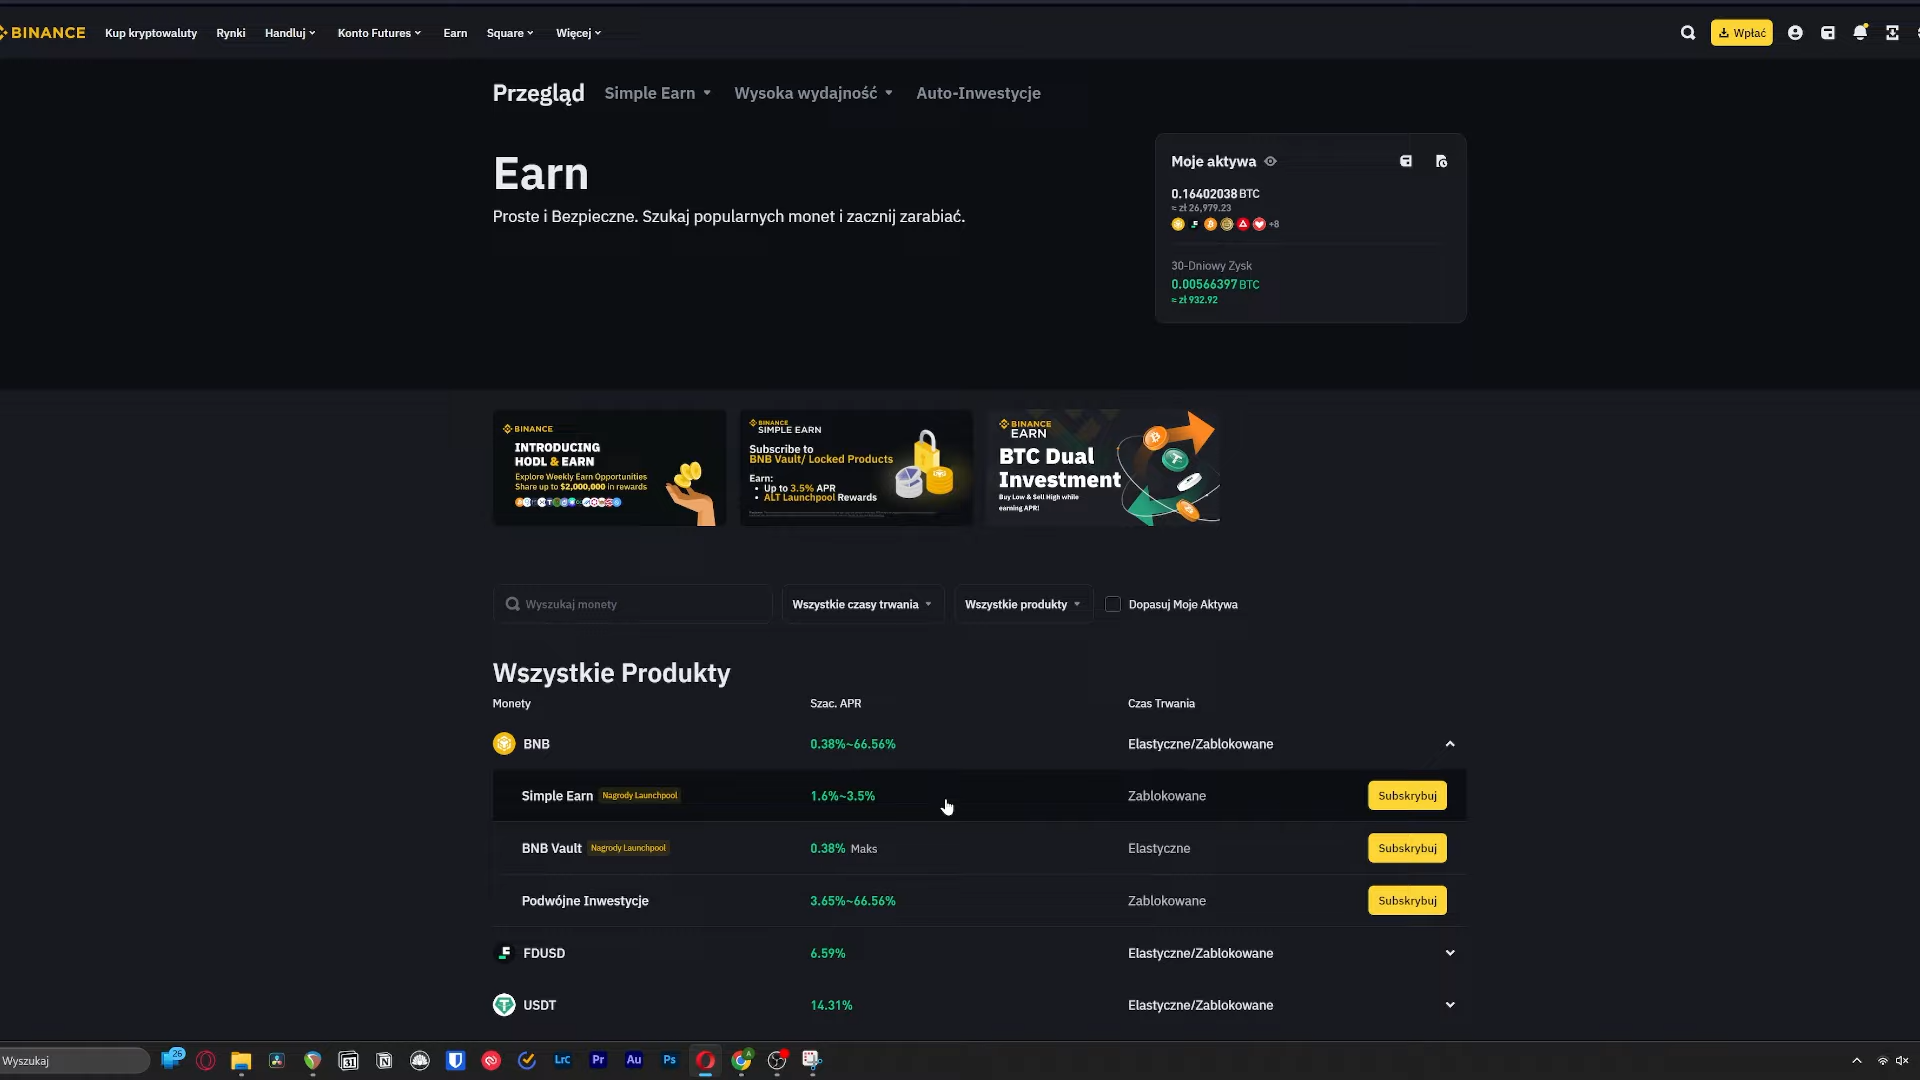 BINANCE
Kup kryptowaluty
Rynki
Handluj
Konto Futures
Earn
Square
Więcej
Wpłać
Przegląd
Simple Earn
Wysoka wydajność
Auto-Inwestycje
Earn
Proste i Bezpieczne. Szukaj popularnych monet i zacznij zarabiać.
Moje aktywa
0.16402038 BTC
≈ zł 26,979.23
+8
30-Dniowy Zysk
0.00566397 BTC
≈ zł 932.92
BINANCE
INTRODUCING
HODL & EARN
Explore Weekly Earn Opportunities
Share up to $2,000,000 in rewards
BINANCE
SIMPLE EARN
Subscribe to
BNB Vault/ Locked Products
Earn:
• Up to 3.5% APR
• ALT Launchpool Rewards
BINANCE
EARN
BTC Dual
Investment
Buy Low & Sell High while
earning APR!
Wyszukaj monety
Wszystkie czasy trwania
Wszystkie produkty
Dopasuj Moje Aktywa
Wszystkie Produkty
Monety
Szac. APR
Czas Trwania
BNB
0.38%~66.56%
Elastyczne/Zablokowane
Simple Earn
Nagrody Launchpool
1.6%~3.5%
Zablokowane
Subskrybuj
BNB Vault
Nagrody Launchpool
0.38% Maks
Elastyczne
Subskrybuj
Podwójne Inwestycje
3.65%~66.56%
Zablokowane
Subskrybuj
FDUSD
6.59%
Elastyczne/Zablokowane
USDT
14.31%
Elastyczne/Zablokowane
Wyszukaj
26
31
LrC
Pr
Au
Ps
A